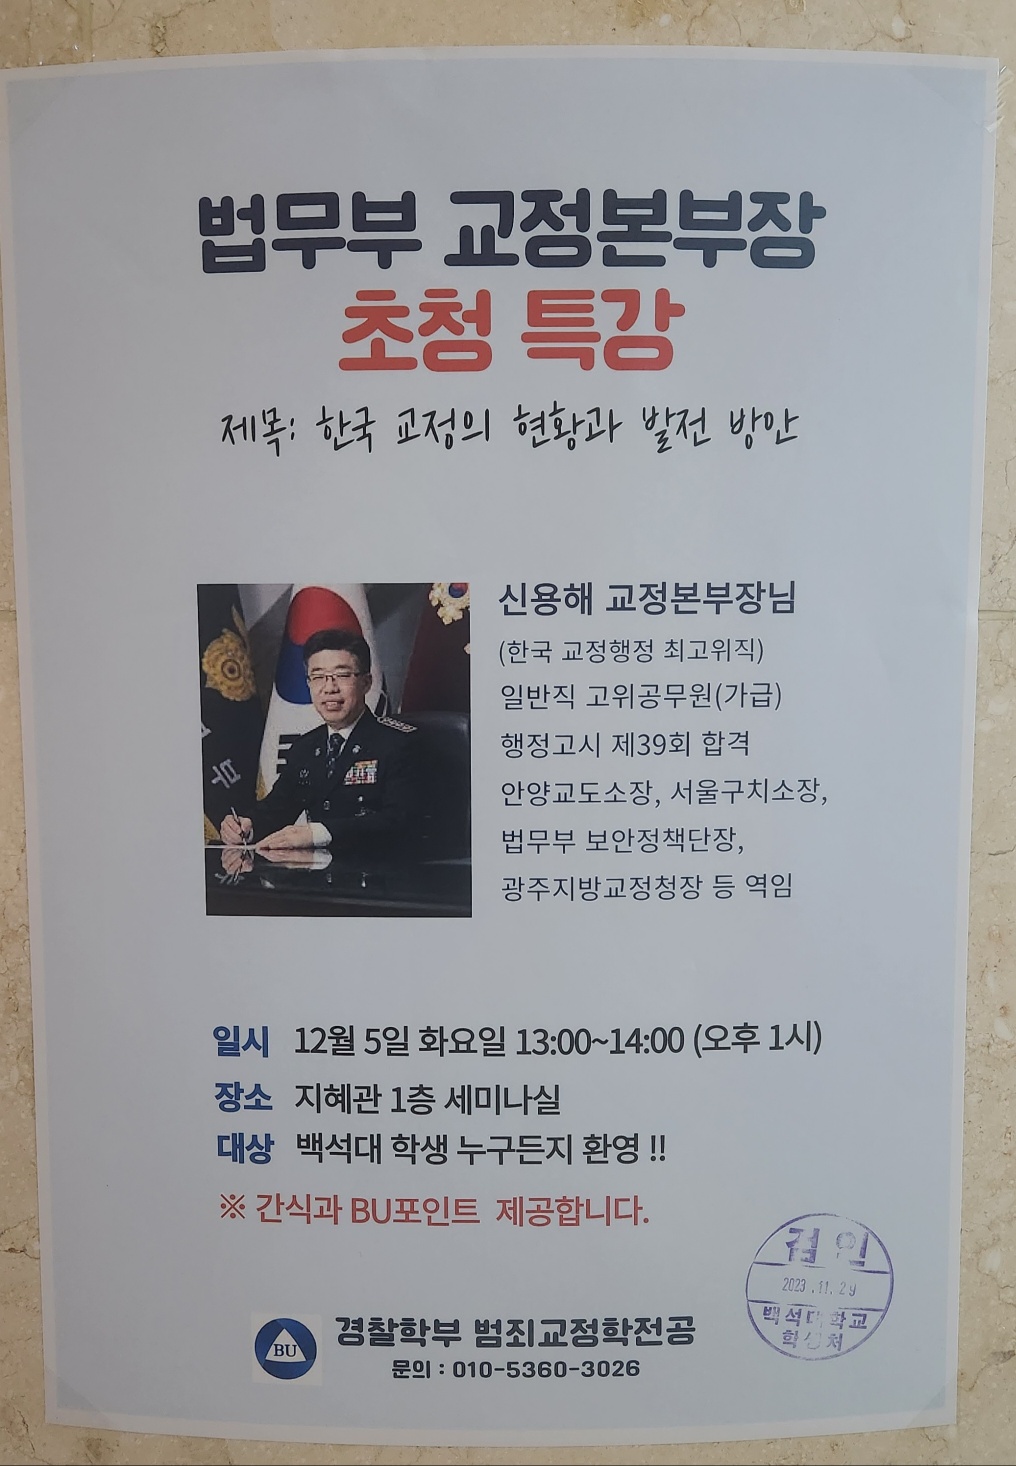 법무부 교정본부장
초청 특강
제목: 한국 교정의 현황과 발전 방안
신용해 교정본부장님
(한국 교정행정 최고위직)
일반직 고위공무원(가급)
행정고시 제39회 합격
안양교도소장, 서울구치소장,
법무부 보안정책단장,
광주지방교정청장 등 역임
일시 12월 5일 화요일 13:00~14:00 (오후 1시)
장소 지혜관 1층 세미나실
대상 백석대 학생 누구든지 환영 !!
※ 간식과 BU포인트 제공합니다.
검인
2023.11.29
백석대학교
학생처
BU
경찰학부 범죄교정학전공
문의 : 010-5360-3026